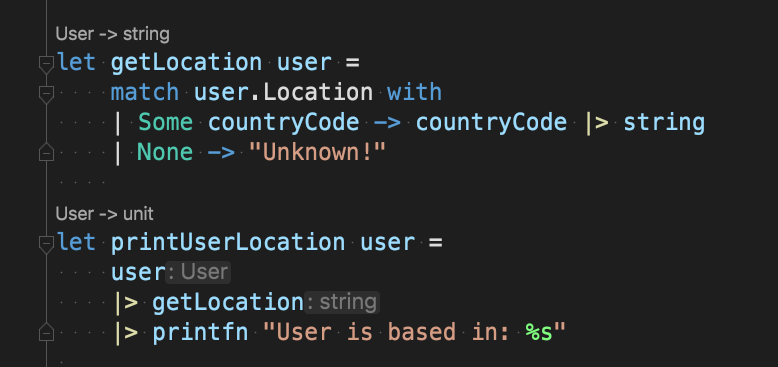 User -> string
let getLocation user =
match user.Location with
| Some countryCode -> countryCode |> string
| None -> "Unknown!"
User -> unit
let printUserLocation user =
user : User
|> getLocation : string
|> printfn "User is based in: %s"